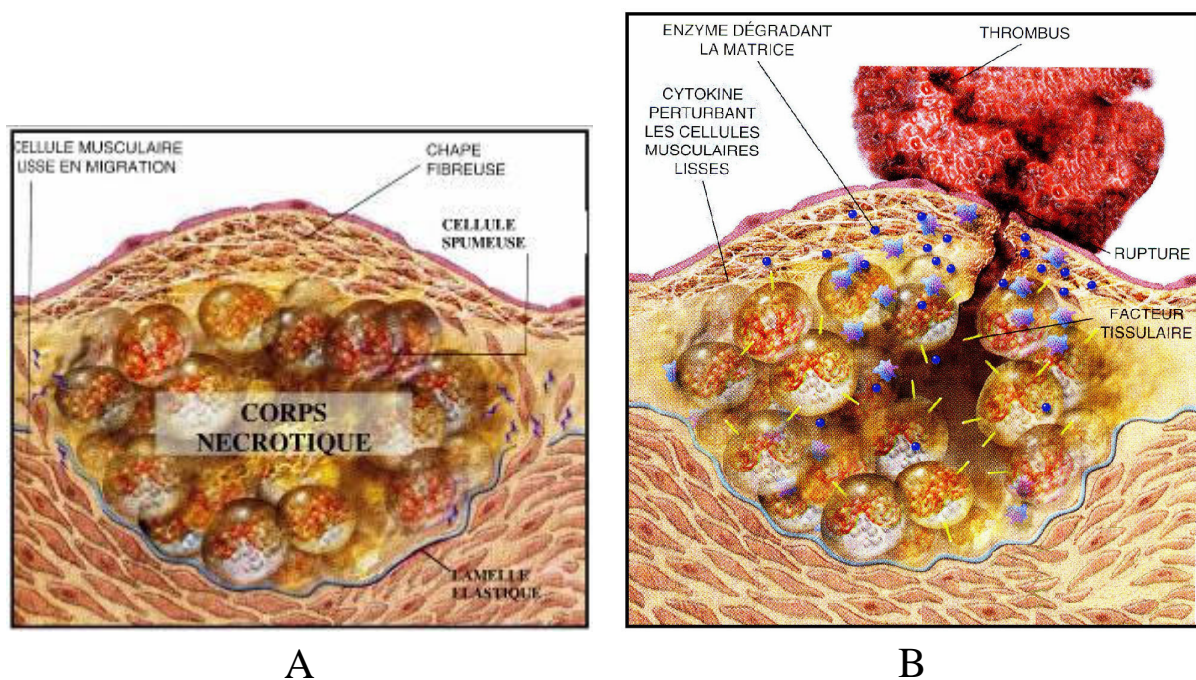 CELLULE MUSCULAIRE
LISSE EN MIGRATION
CHAPE
FIBREUSE
CELLULE
SPUMEUSE
CORPS
NECROTIQUE
LAMELLE
ELASTIQUE
A
ENZYME DÉGRADANT
LA MATRICE
THROMBUS
CYTOKINE
PERTURBANT
LES CELLULES
MUSCULAIRES
LISSES
RUPTURE
FACTEUR
TISSULAIRE
B